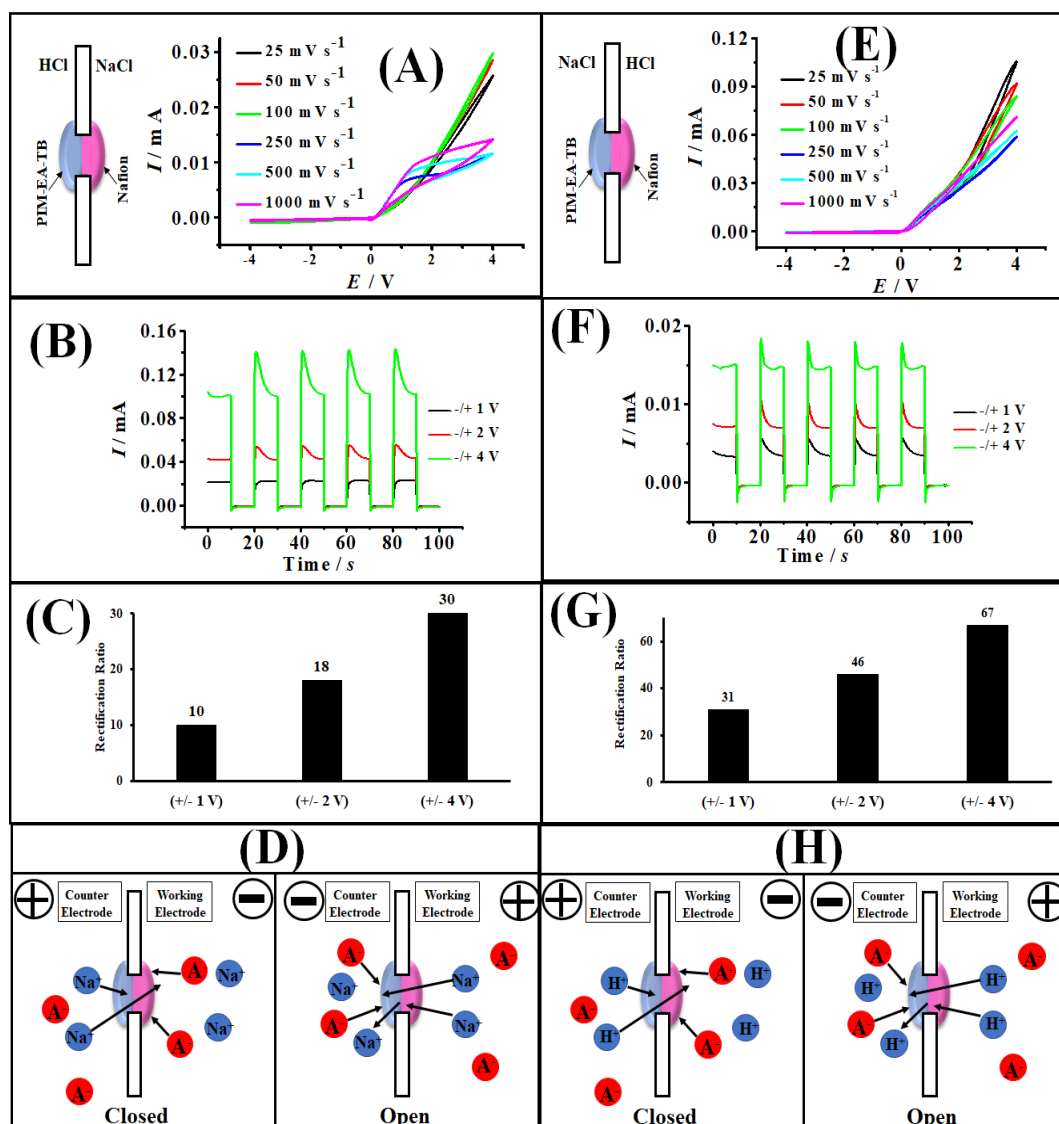 (A)
HCl
NaCl
PIM-EA-TB
Nafion
25 mV s⁻¹
50 mV s⁻¹
100 mV s⁻¹
250 mV s⁻¹
500 mV s⁻¹
1000 mV s⁻¹
I / mA
0.03
0.02
0.01
0.00
-4 -2 0 2 4
E / V
(E)
NaCl
HCl
PIM-EA-TB
Nafion
25 mV s⁻¹
50 mV s⁻¹
100 mV s⁻¹
250 mV s⁻¹
500 mV s⁻¹
1000 mV s⁻¹
I / mA
0.12
0.09
0.06
0.03
0.00
-4 -2 0 2 4
E / V
(B)
I / mA
0.16
0.12
0.08
0.04
0.00
-/+ 1 V
-/+ 2 V
-/+ 4 V
0 20 40 60 80 100
Time / s
(F)
I / mA
0.02
0.01
0.00
-/+ 1 V
-/+ 2 V
-/+ 4 V
0 20 40 60 80 100
Time / s
(C)
Rectification Ratio
30
20
10
0
10
18
30
(+/- 1 V) (+/- 2 V) (+/- 4 V)
(G)
Rectification Ratio
60
40
20
0
31
46
67
(+/- 1 V) (+/- 2 V) (+/- 4 V)
(D)
+
Counter
Electrode
Working
Electrode
−
A⁻ Na⁺
Na⁺
A⁻
Na⁺
Na⁺
A⁻
A⁻
Closed
−
Counter
Electrode
Working
Electrode
+
A⁻
A⁻
Na⁺
Na⁺
A⁻
Na⁺
Na⁺
A⁻
Open
(H)
+
Counter
Electrode
Working
Electrode
−
A⁻ H⁺
H⁺
A⁻
H⁺
H⁺
A⁻
A⁻
Closed
−
Counter
Electrode
Working
Electrode
+
A⁻
A⁻
H⁺
H⁺
A⁻
H⁺
H⁺
A⁻
Open